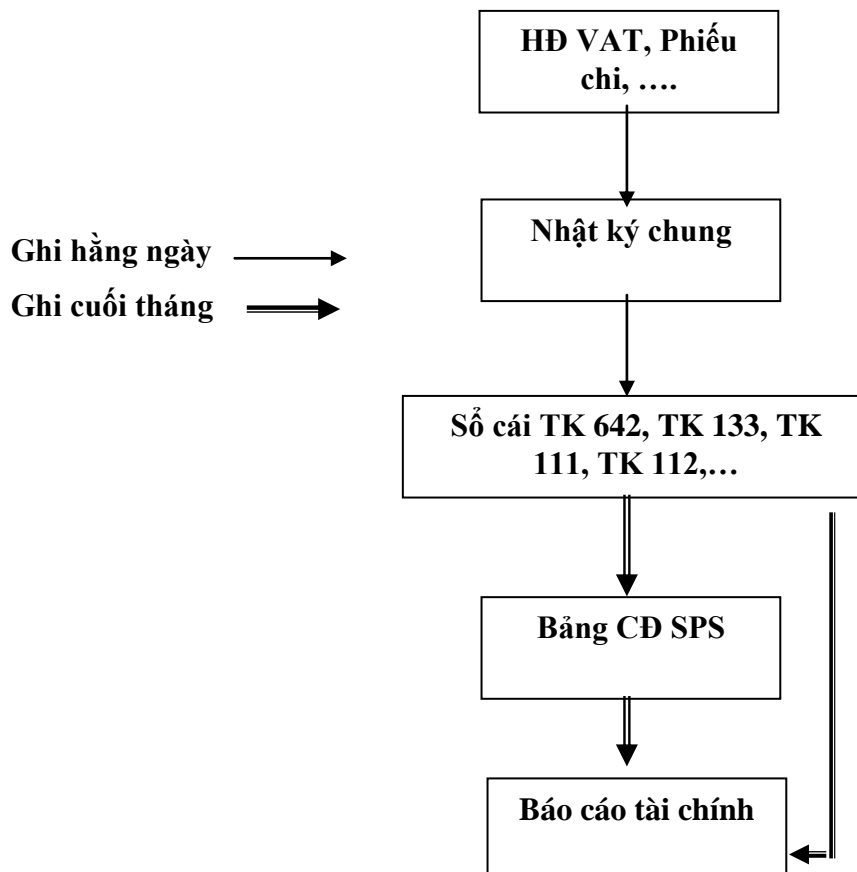 HĐ VAT, Phiếu
chi, ….
Nhật ký chung
Ghi hằng ngày
Ghi cuối tháng
Sổ cái TK 642, TK 133, TK
111, TK 112,…
Bảng CĐ SPS
Báo cáo tài chính